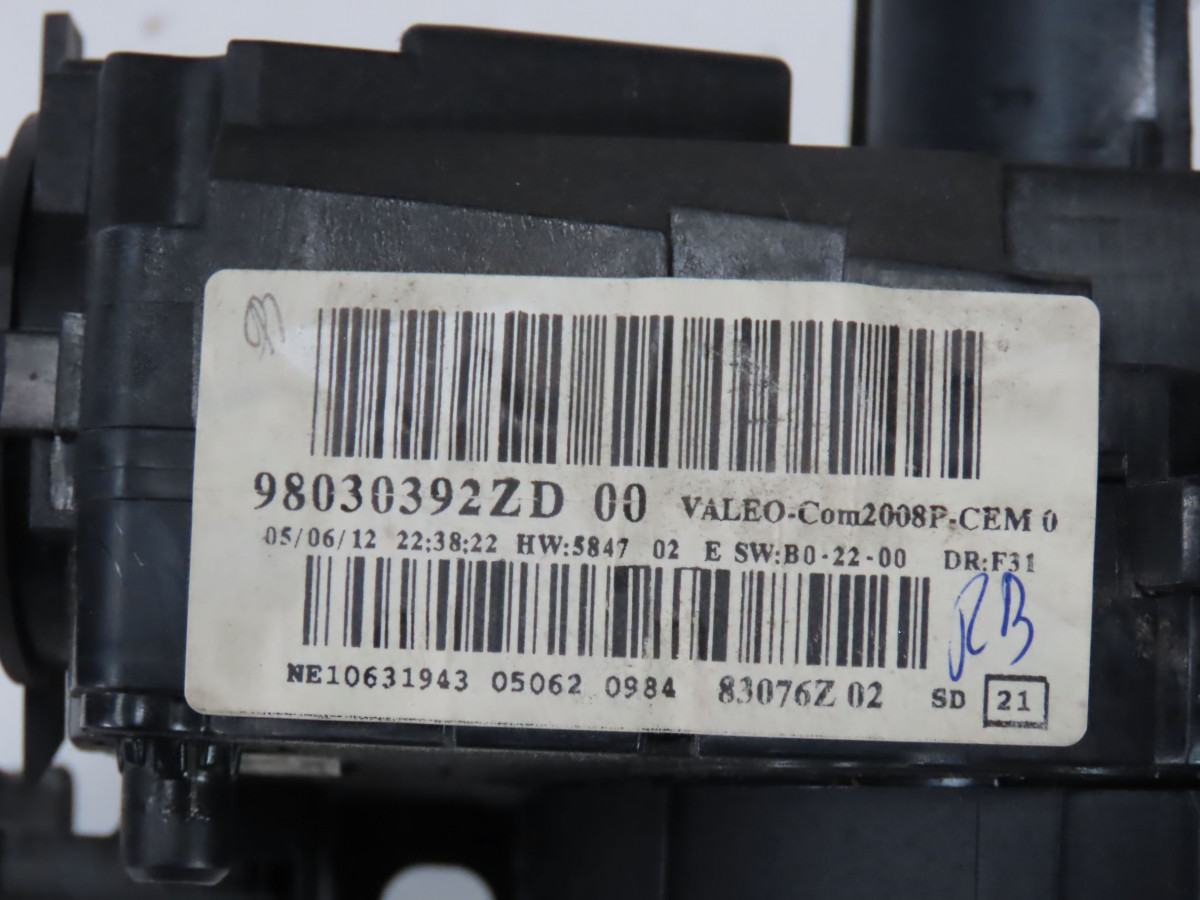 98030392ZD 00 VALEO-Com2008P-CEM 0
05/06/12 22:38:22 HW:5847 02 E SW:B0-22-00 DR:F31
RB
NE10631943 05062 0984 83076Z 02 SD 21